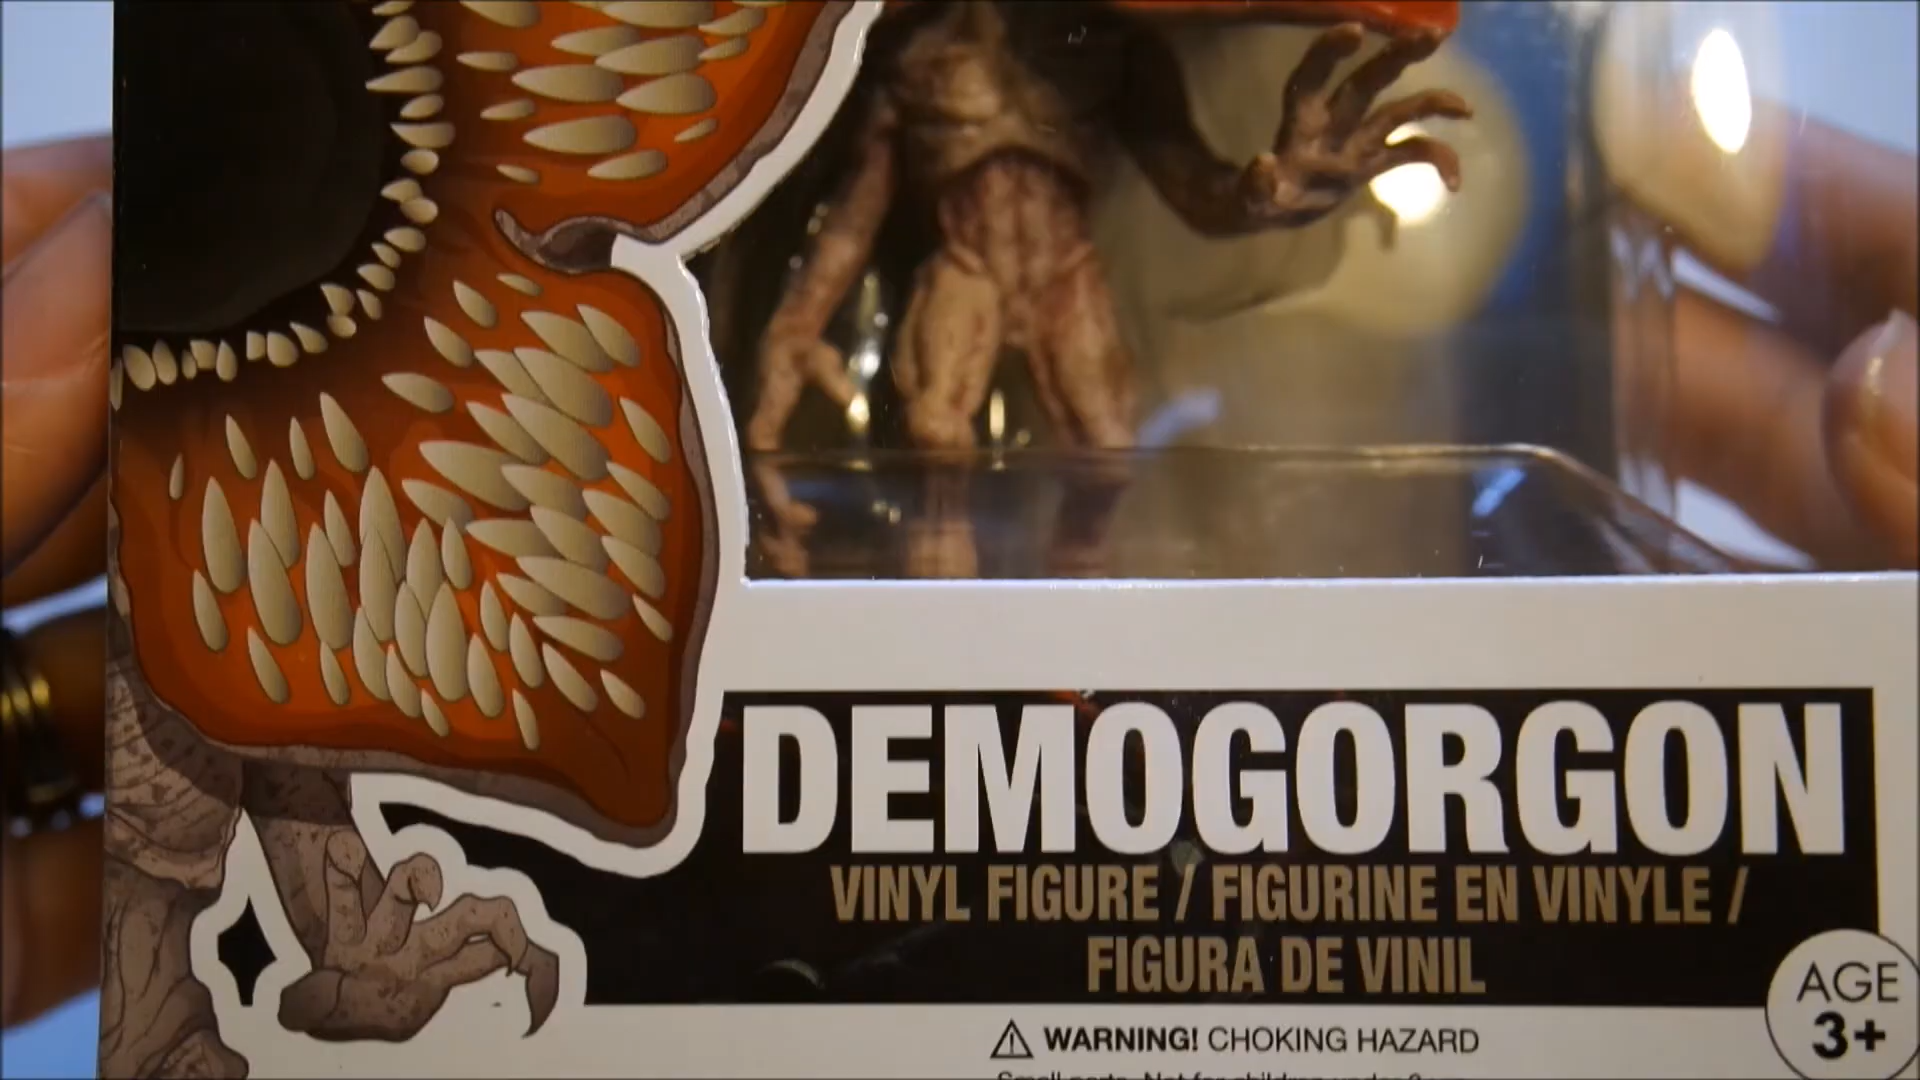 DEMOGORGON
VINYL FIGURE / FIGURINE EN VINYLE /
FIGURA DE VINIL
AGE
3+
WARNING! CHOKING HAZARD